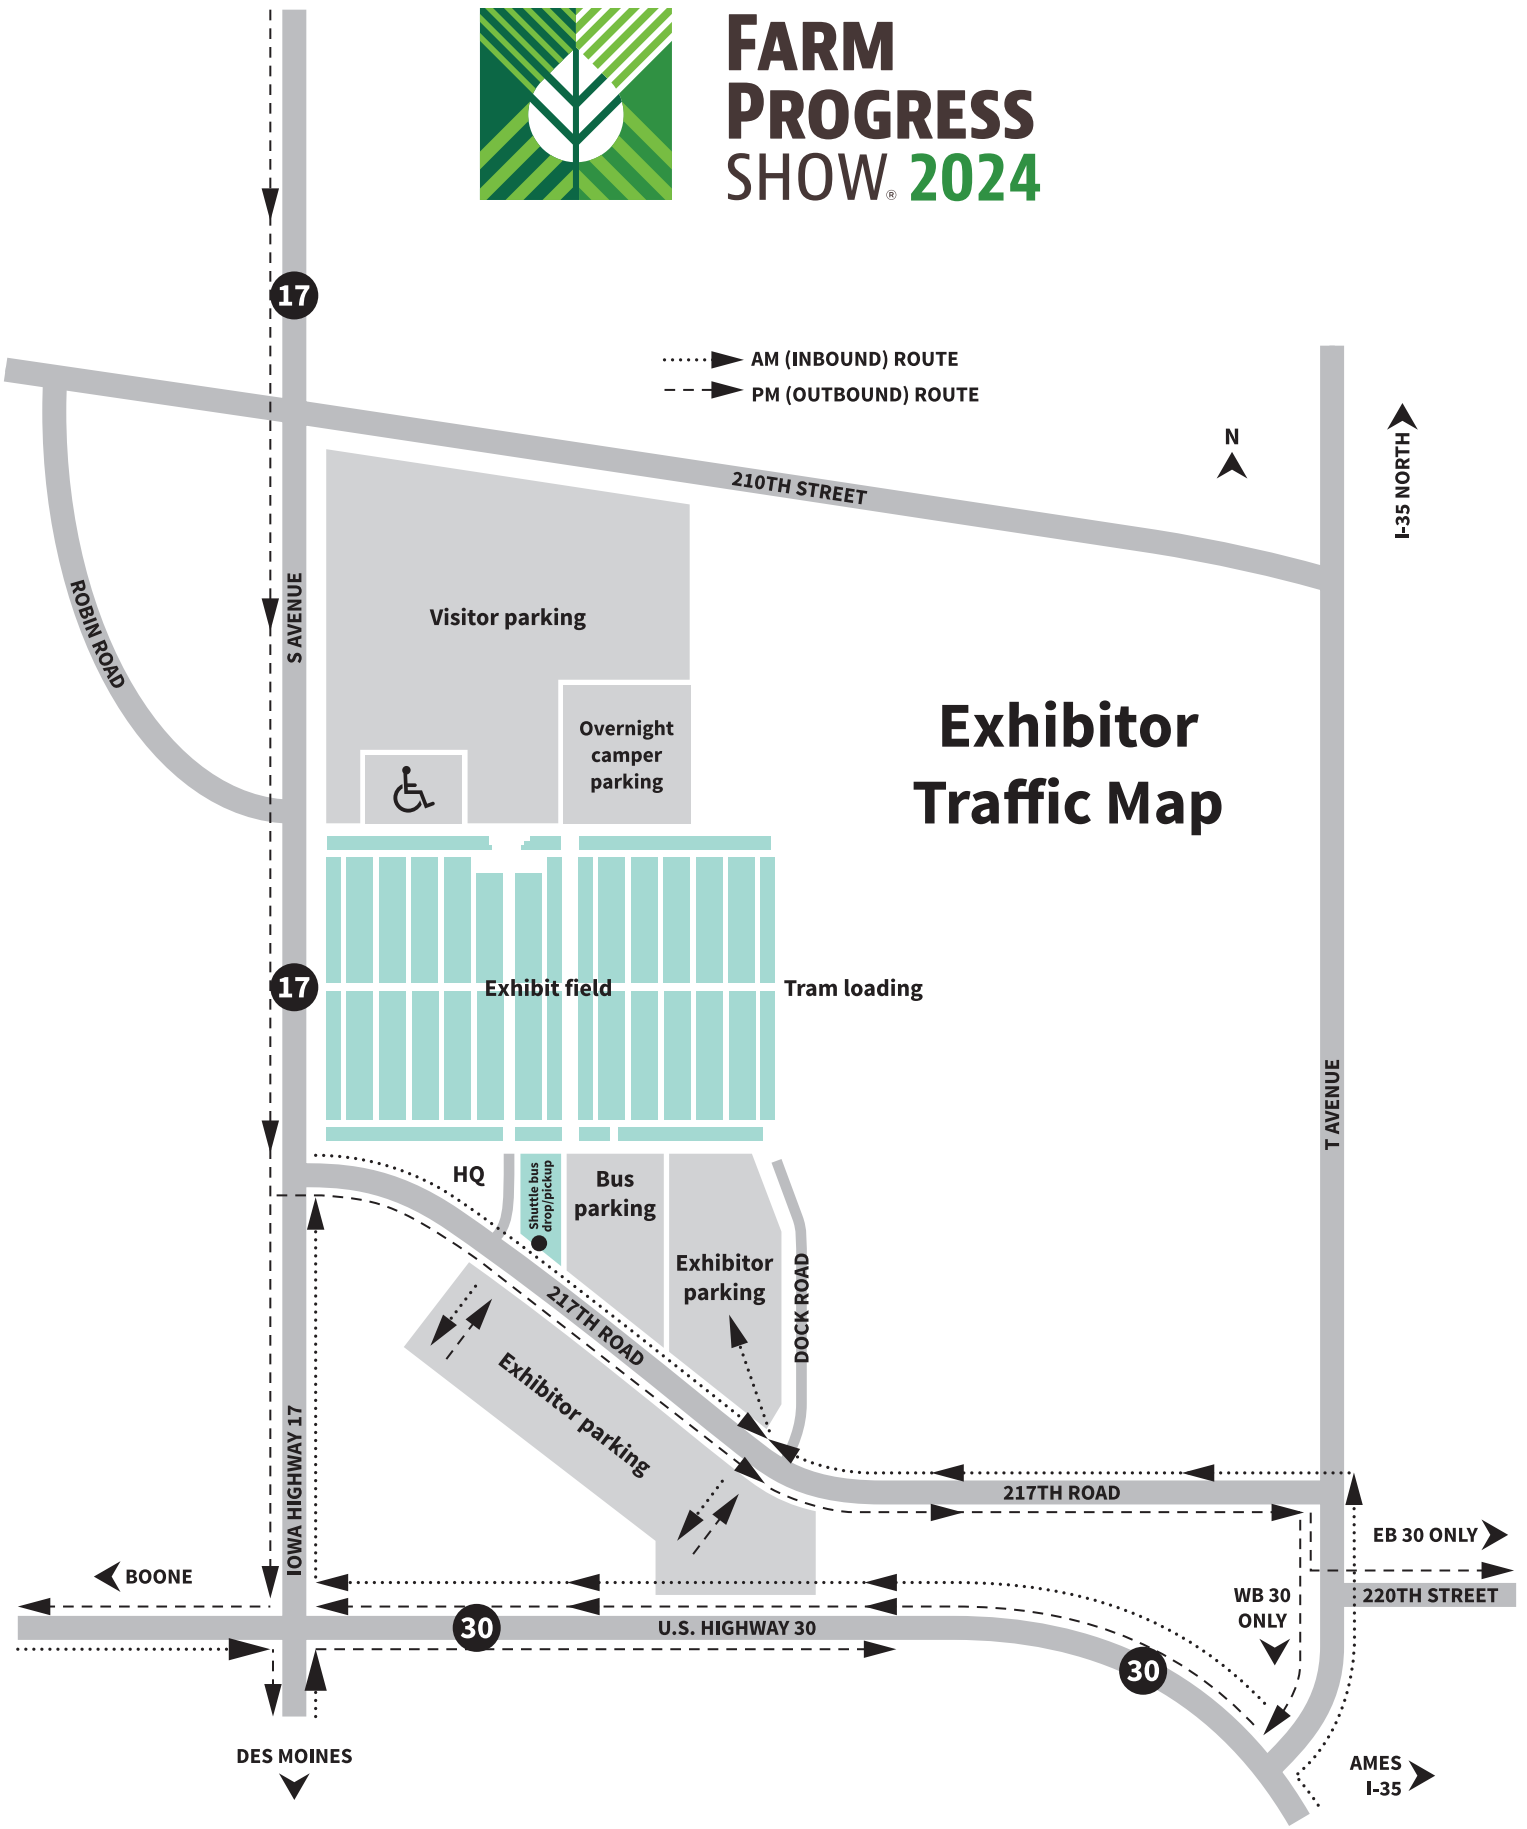 FARM
PROGRESS
SHOW® 2024
17
AM (INBOUND) ROUTE
PM (OUTBOUND) ROUTE
N
I-35 NORTH
210TH STREET
S AVENUE
ROBIN ROAD
Visitor parking
Overnight
camper
parking
Exhibitor
Traffic Map
17
Exhibit field
Tram loading
T AVENUE
HQ
Shuttle bus
drop/pickup
Bus
parking
Exhibitor
parking
DOCK ROAD
217TH ROAD
Exhibitor parking
IOWA HIGHWAY 17
217TH ROAD
EB 30 ONLY
BOONE
WB 30
ONLY
220TH STREET
30
U.S. HIGHWAY 30
30
DES MOINES
AMES
I-35